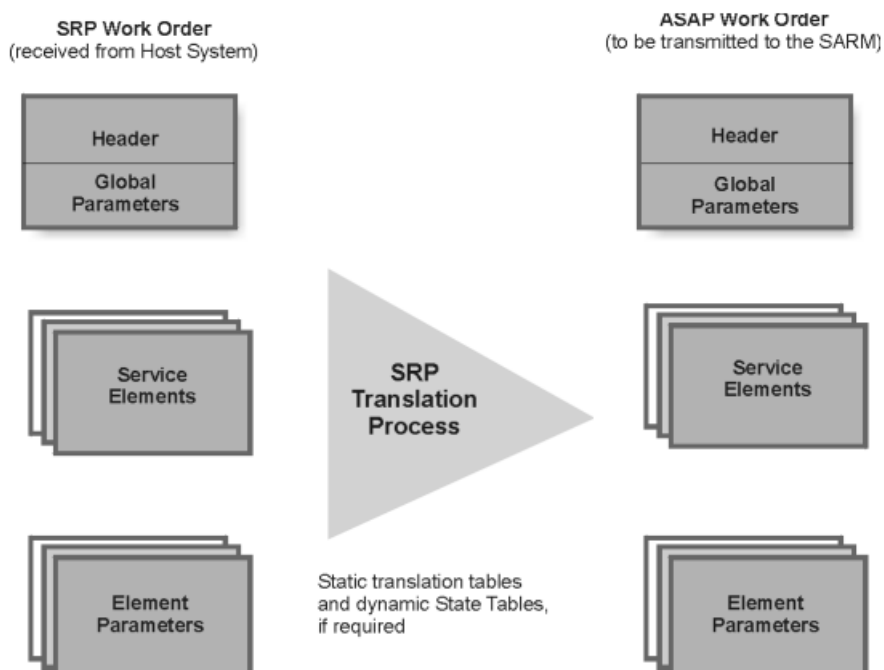 SRP Work Order
(received from Host System)
ASAP Work Order
(to be transmitted to the SARM)
Header
Global
Parameters
Header
Global
Parameters
Service
Elements
SRP
Translation
Process
Service
Elements
Element
Parameters
Static translation tables
and dynamic State Tables,
if required
Element
Parameters